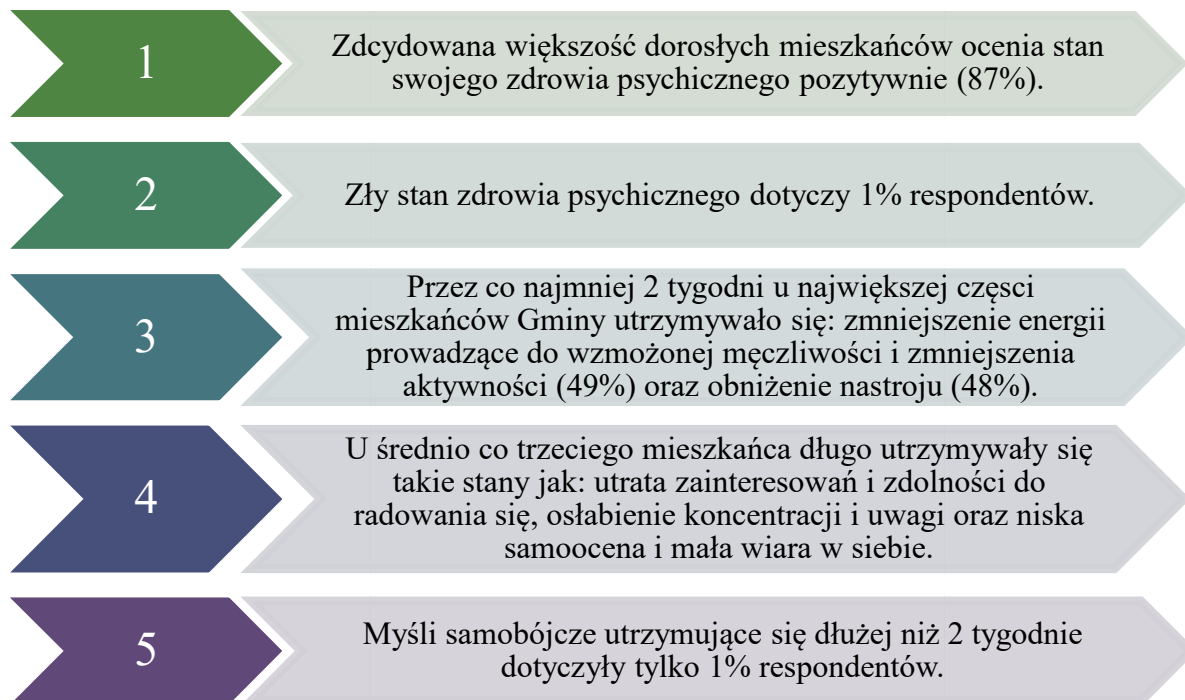 1
Zdcydowana większość dorosłych mieszkańców ocenia stan
swojego zdrowia psychicznego pozytywnie (87%).
2
Zły stan zdrowia psychicznego dotyczy 1% respondentów.
3
Przez co najmniej 2 tygodni u największej częsci
mieszkańców Gminy utrzymywało się: zmniejszenie energii
prowadzące do wzmożonej męczliwości i zmniejszenia
aktywności (49%) oraz obniżenie nastroju (48%).
4
U średnio co trzeciego mieszkańca długo utrzymywały się
takie stany jak: utrata zainteresowań i zdolności do
radowania się, osłabienie koncentracji i uwagi oraz niska
samoocena i mała wiara w siebie.
5
Myśli samobójcze utrzymujące się dłużej niż 2 tygodnie
dotyczyły tylko 1% respondentów.